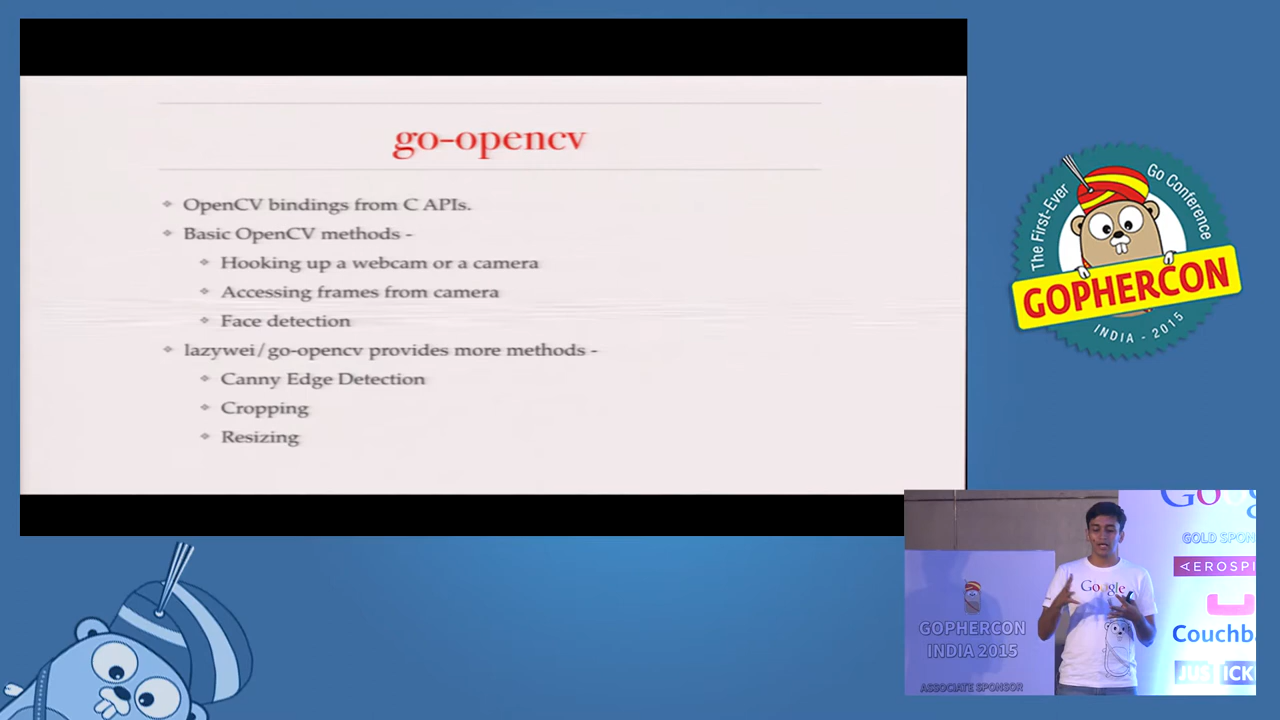 go-opencv
OpenCV bindings from C APIs.
Basic OpenCV methods -
Hooking up a webcam or a camera
Accessing frames from camera
Face detection
lazywei/go-opencv provides more methods -
Canny Edge Detection
Cropping
Resizing
The First-Ever Go Conference
GOPHERCON
INDIA - 2015
Google
GOLD SPON
AEROSPI
Couchb
JUS ICK
Google
GOPHERCON
INDIA 2015
ASSOCIATE SPONSOR